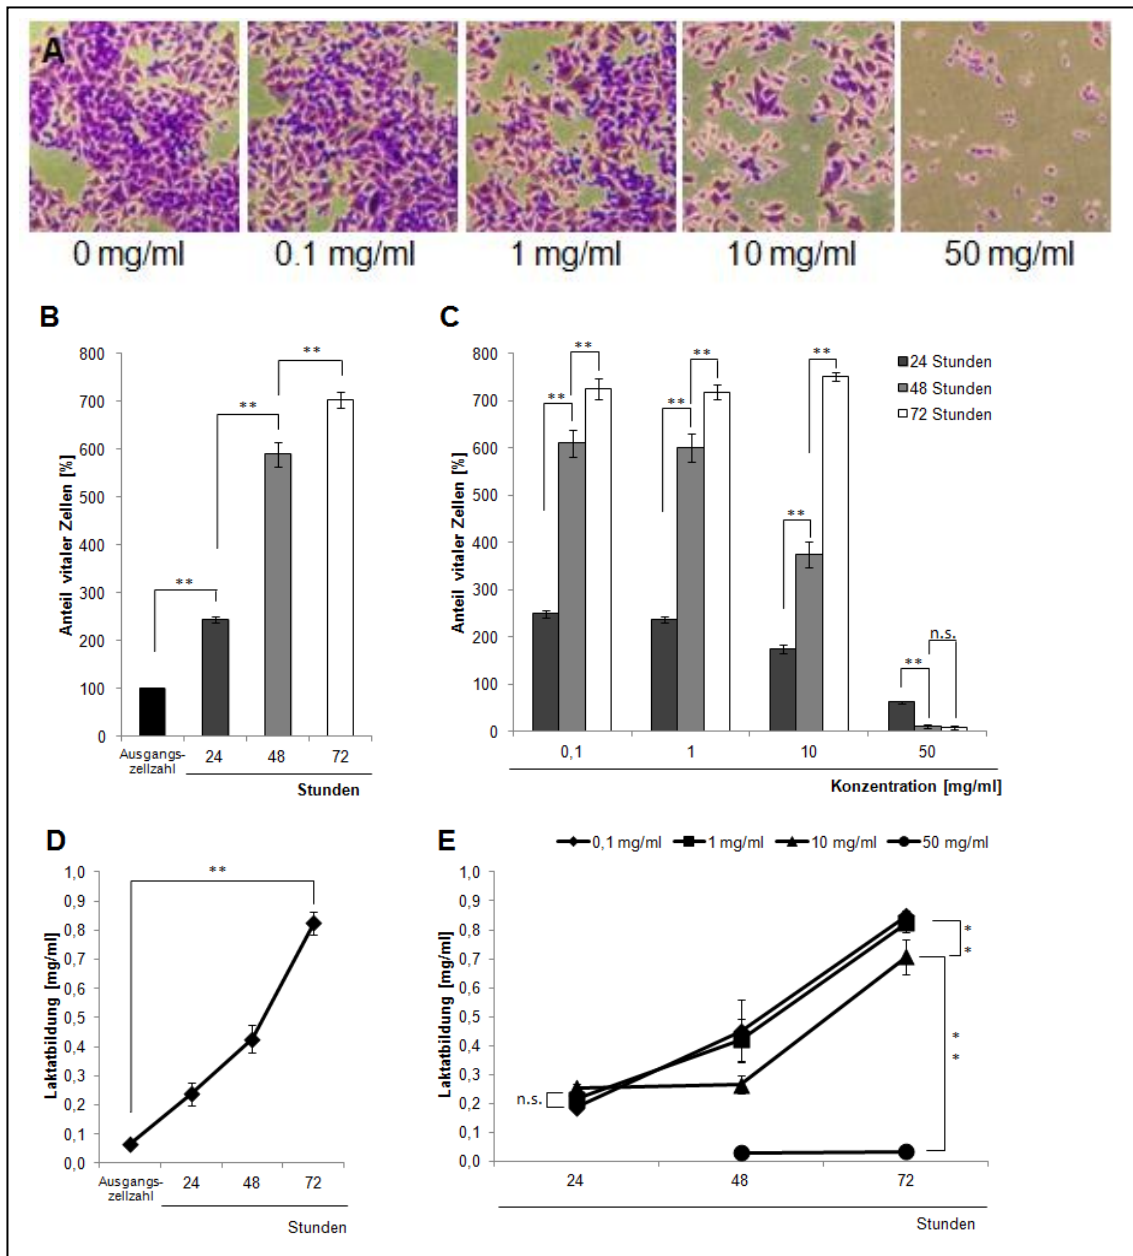 A
0 mg/ml 0.1 mg/ml 1 mg/ml 10 mg/ml 50 mg/ml
B
Anteil vitaler Zellen [%]
800
700
600
500
400
300
200
100
0
**
**
**
Ausgangs-
zellzahl
24 48 72
Stunden
C
Anteil vitaler Zellen [%]
800
700
600
500
400
300
200
100
0
**
**
**
**
**
**
**
n.s.
24 Stunden
48 Stunden
72 Stunden
0,1 1 10 50
Konzentration [mg/ml]
D
Laktatbildung [mg/ml]
1,0
0,9
0,8
0,7
0,6
0,5
0,4
0,3
0,2
0,1
0,0
**
Ausgangs-
zellzahl
24 48 72
Stunden
E
0,1 mg/ml 1 mg/ml 10 mg/ml 50 mg/ml
Laktatbildung [mg/ml]
1,0
0,9
0,8
0,7
0,6
0,5
0,4
0,3
0,2
0,1
0,0
n.s.
**
**
24 48 72
Stunden